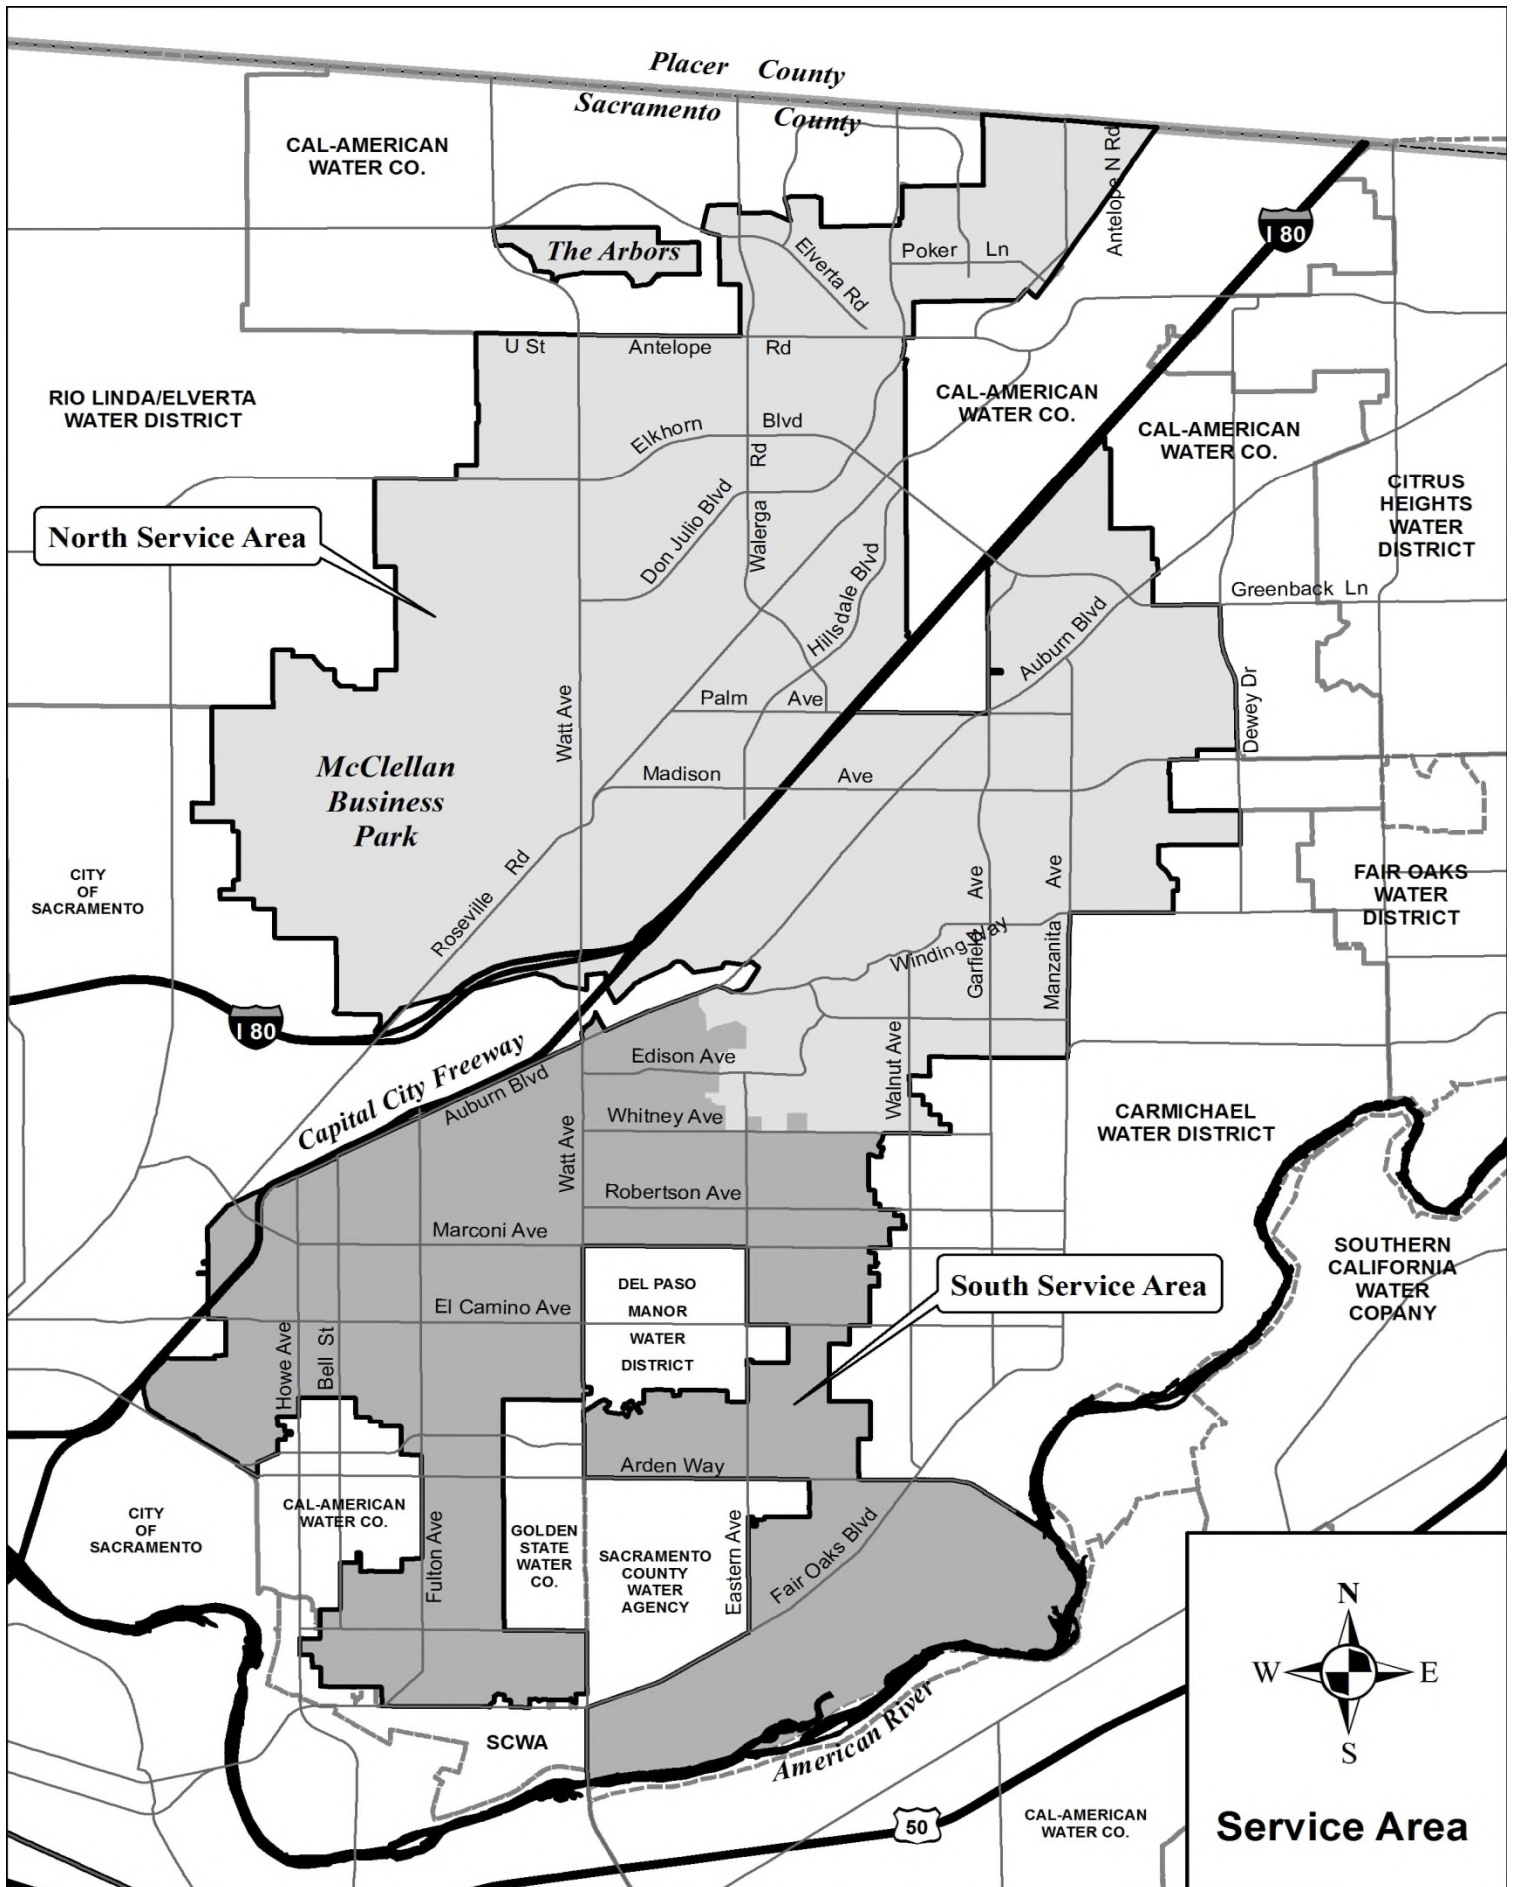 Placer County
Sacramento County
CAL-AMERICAN
WATER CO.
Antelope N Rd
I 80
The Arbors
Elverta Rd
Poker Ln
U St
Antelope Rd
RIO LINDA/ELVERTA
WATER DISTRICT
CAL-AMERICAN
WATER CO.
CAL-AMERICAN
WATER CO.
Elkhorn Blvd
Walerga Rd
Don Julio Blvd
Hillsdale Blvd
CITRUS
HEIGHTS
WATER
DISTRICT
North Service Area
Greenback Ln
Auburn Blvd
Dewey Dr
Palm Ave
Watt Ave
McClellan
Business
Park
Madison Ave
Roseville Rd
CITY
OF
SACRAMENTO
Garfield Ave
Manzanita Ave
FAIR OAKS
WATER
DISTRICT
Winding Way
I 80
Capital City Freeway
Auburn Blvd
Edison Ave
Walnut Ave
Whitney Ave
Watt Ave
CARMICHAEL
WATER DISTRICT
Robertson Ave
Marconi Ave
SOUTHERN
CALIFORNIA
WATER
COPANY
South Service Area
DEL PASO
MANOR
WATER
DISTRICT
El Camino Ave
Howe Ave
Bell St
Arden Way
CITY
OF
SACRAMENTO
CAL-AMERICAN
WATER CO.
Fulton Ave
GOLDEN
STATE
WATER
CO.
SACRAMENTO
COUNTY
WATER
AGENCY
Eastern Ave
Fair Oaks Blvd
SCWA
American River
50
CAL-AMERICAN
WATER CO.
N
W E
S
Service Area